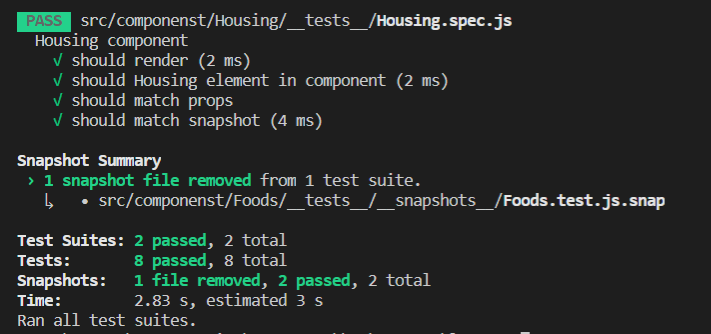 PASS src/componenst/Housing/__tests__/Housing.spec.js
Housing component
√ should render (2 ms)
√ should Housing element in component (2 ms)
√ should match props
√ should match snapshot (4 ms)
Snapshot Summary
› 1 snapshot file removed from 1 test suite.
↳ • src/componenst/Foods/__tests__/__snapshots__/Foods.test.js.snap
Test Suites: 2 passed, 2 total
Tests: 8 passed, 8 total
Snapshots: 1 file removed, 2 passed, 2 total
Time: 2.83 s, estimated 3 s
Ran all test suites.